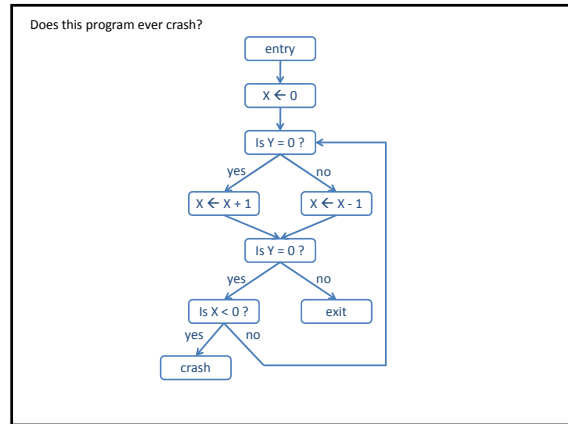 Does this program ever crash?
entry
X ← 0
Is Y = 0 ?
yes
no
X ← X + 1
X ← X - 1
Is Y = 0 ?
yes
no
Is X < 0 ?
exit
yes
no
crash